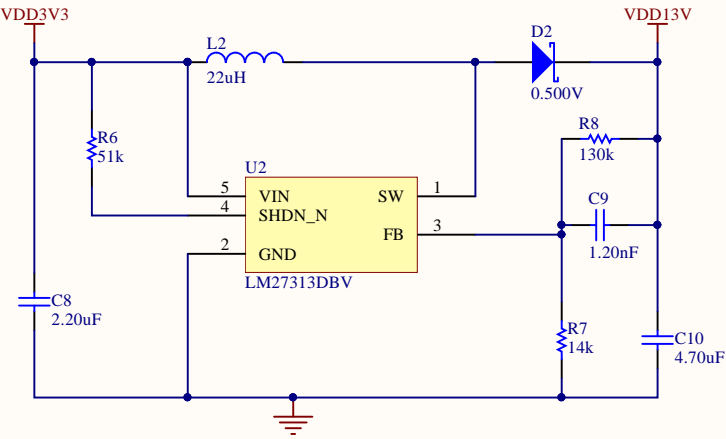 VDD3V3
VDD13V
L2
22uH
D2
0.500V
R6
51k
R8
130k
U2
5
VIN
SW
1
4
SHDN_N
C9
1.20nF
FB
3
2
GND
LM27313DBV
C8
2.20uF
R7
14k
C10
4.70uF